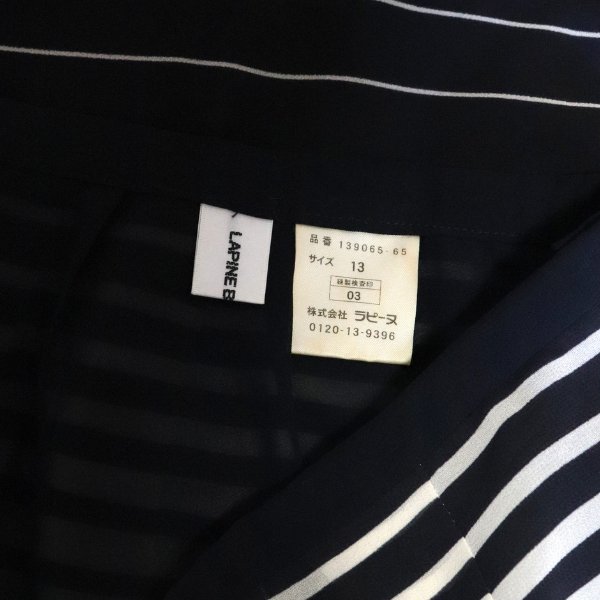 LAPINE B
品番 139065-65
サイズ 13
縫製検査印
03
株式会社 ラピーヌ
0120-13-9396